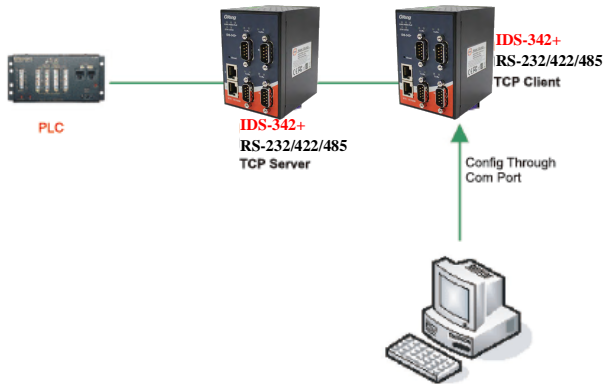 IDS-342+
RS-232/422/485
TCP Client
PLC
IDS-342+
RS-232/422/485
TCP Server
Config Through
Com Port